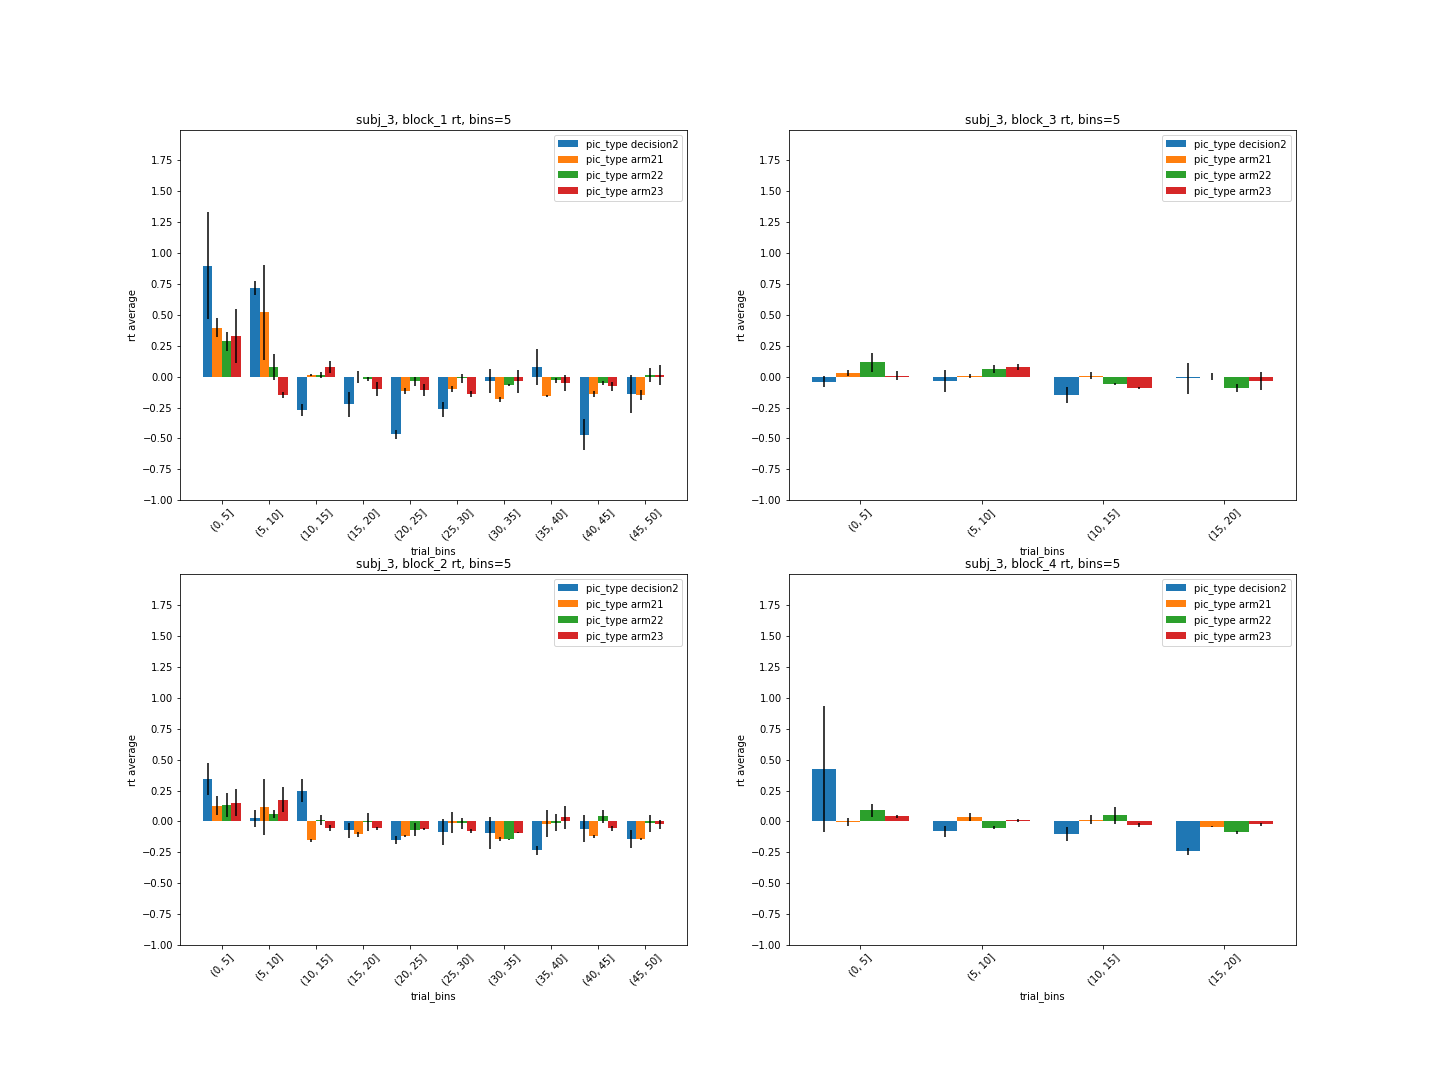 subj_3, block_1 rt, bins=5
pic_type decision2
pic_type arm21
pic_type arm22
pic_type arm23
1.75
1.50
1.25
1.00
0.75
0.50
0.25
0.00
−0.25
−0.50
−0.75
−1.00
rt average
(0, 5]
(5, 10]
(10, 15]
(15, 20]
(20, 25]
(25, 30]
(30, 35]
(35, 40]
(40, 45]
(45, 50]
trial_bins
subj_3, block_3 rt, bins=5
pic_type decision2
pic_type arm21
pic_type arm22
pic_type arm23
1.75
1.50
1.25
1.00
0.75
0.50
0.25
0.00
−0.25
−0.50
−0.75
−1.00
rt average
(0, 5]
(5, 10]
(10, 15]
(15, 20]
trial_bins
subj_3, block_2 rt, bins=5
pic_type decision2
pic_type arm21
pic_type arm22
pic_type arm23
1.75
1.50
1.25
1.00
0.75
0.50
0.25
0.00
−0.25
−0.50
−0.75
−1.00
rt average
(0, 5]
(5, 10]
(10, 15]
(15, 20]
(20, 25]
(25, 30]
(30, 35]
(35, 40]
(40, 45]
(45, 50]
trial_bins
subj_3, block_4 rt, bins=5
pic_type decision2
pic_type arm21
pic_type arm22
pic_type arm23
1.75
1.50
1.25
1.00
0.75
0.50
0.25
0.00
−0.25
−0.50
−0.75
−1.00
rt average
(0, 5]
(5, 10]
(10, 15]
(15, 20]
trial_bins